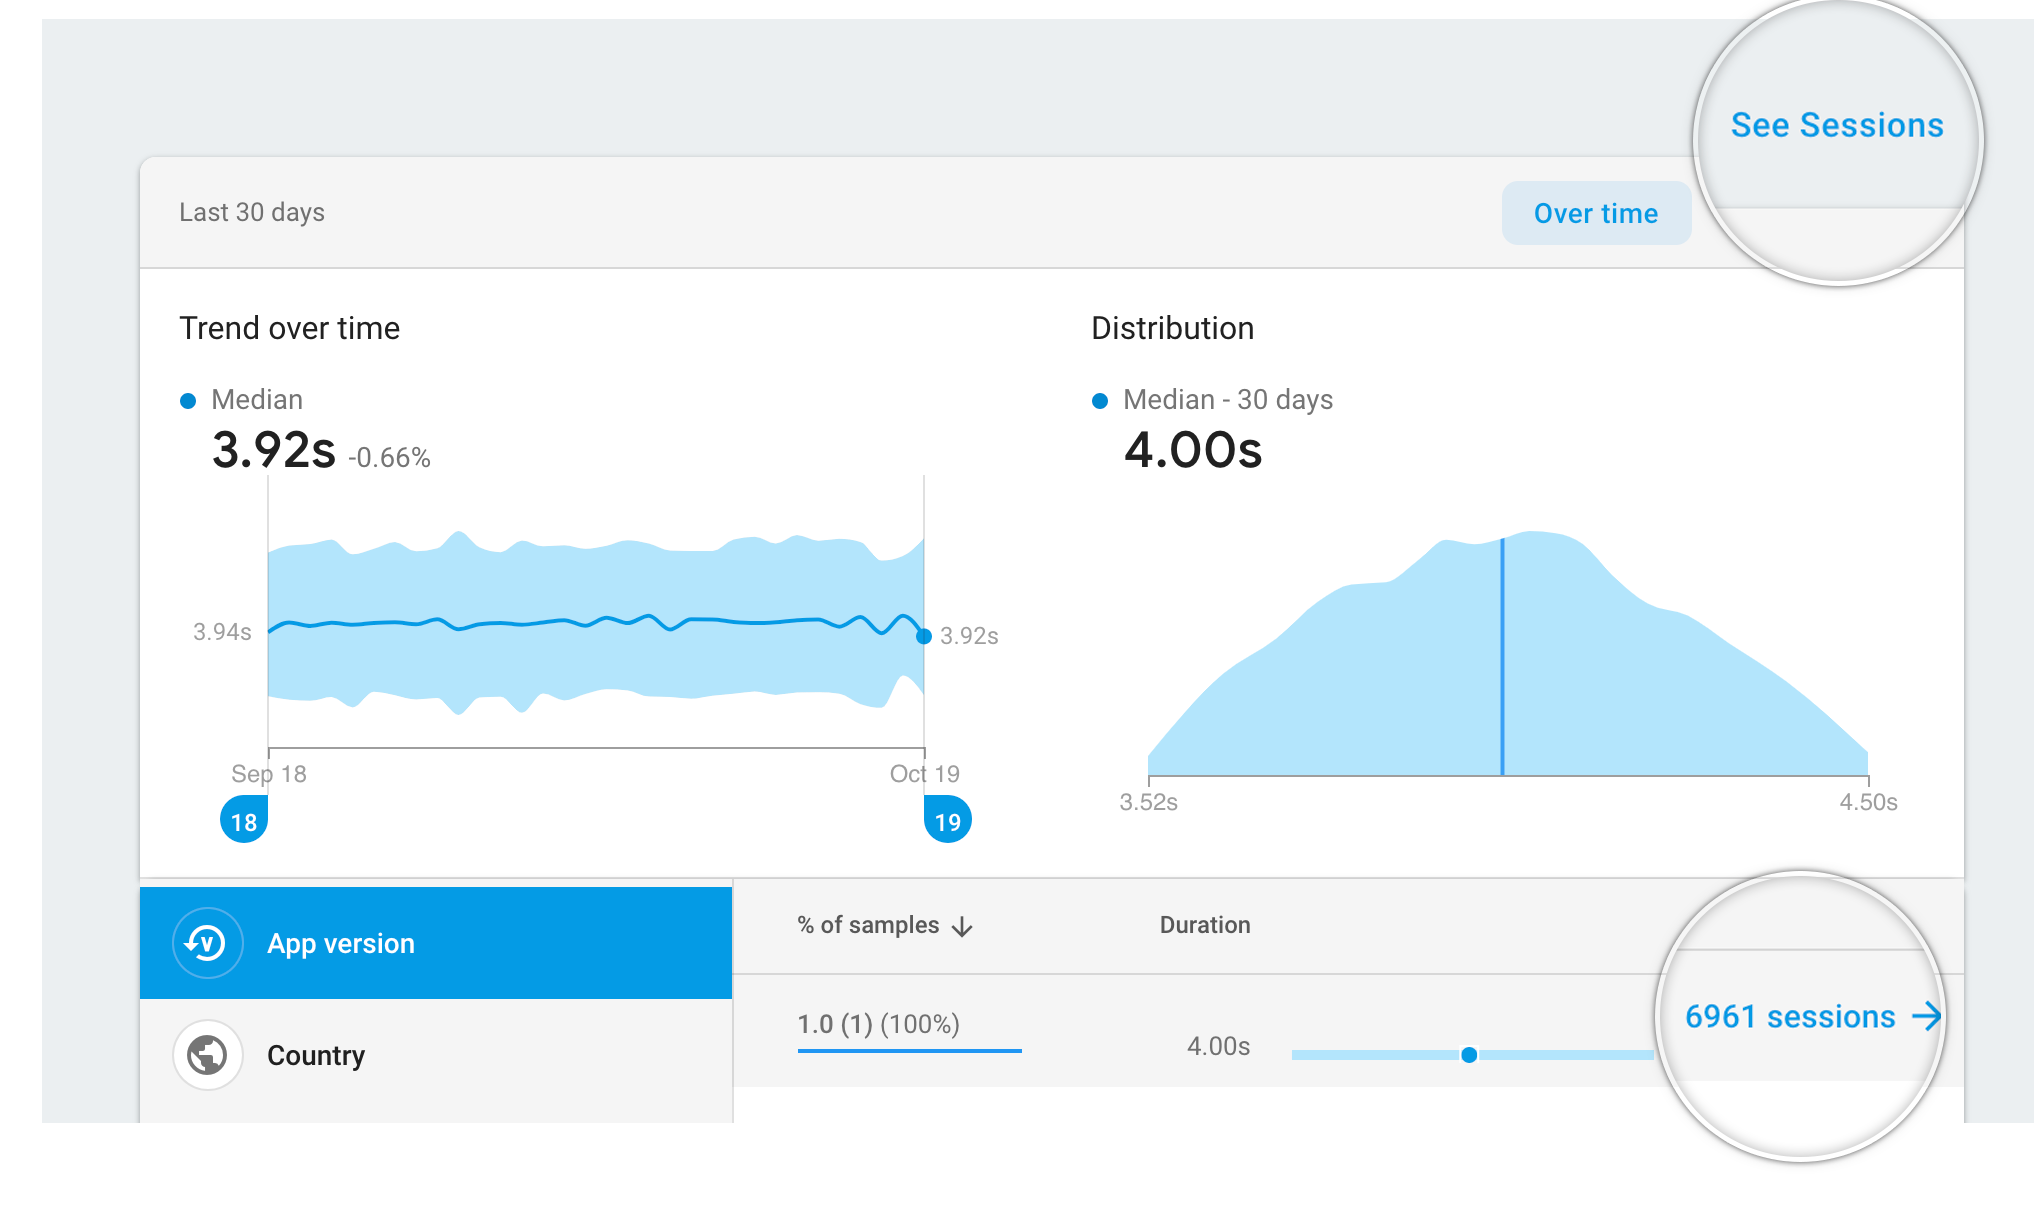 See Sessions
Last 30 days
Over time
Trend over time
Distribution
Median
Median - 30 days
3.92s -0.66%
4.00s
3.94s
3.92s
Sep 18
Oct 19
3.52s
4.50s
18
19
% of samples
Duration
V
App version
1.0 (1) (100%)
6961 sessions
4.00s
Country